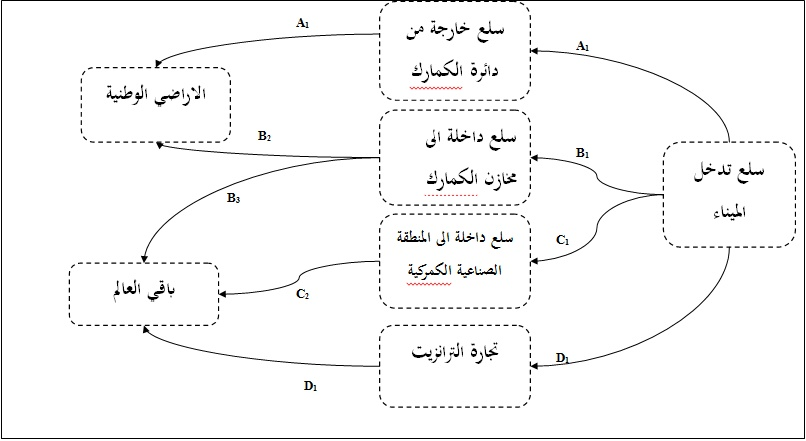 سلع تدخل
الميناء
A1
B1
C1
D1
سلع خارجة من
دائرة الكمارك
سلع داخلة الى
مخازن الكمارك
سلع داخلة الى المنطقة
الصناعية الكمركية
تجارة الترانزيت
A1
B2
B3
C2
D1
الاراضي الوطنية
باقي العالم